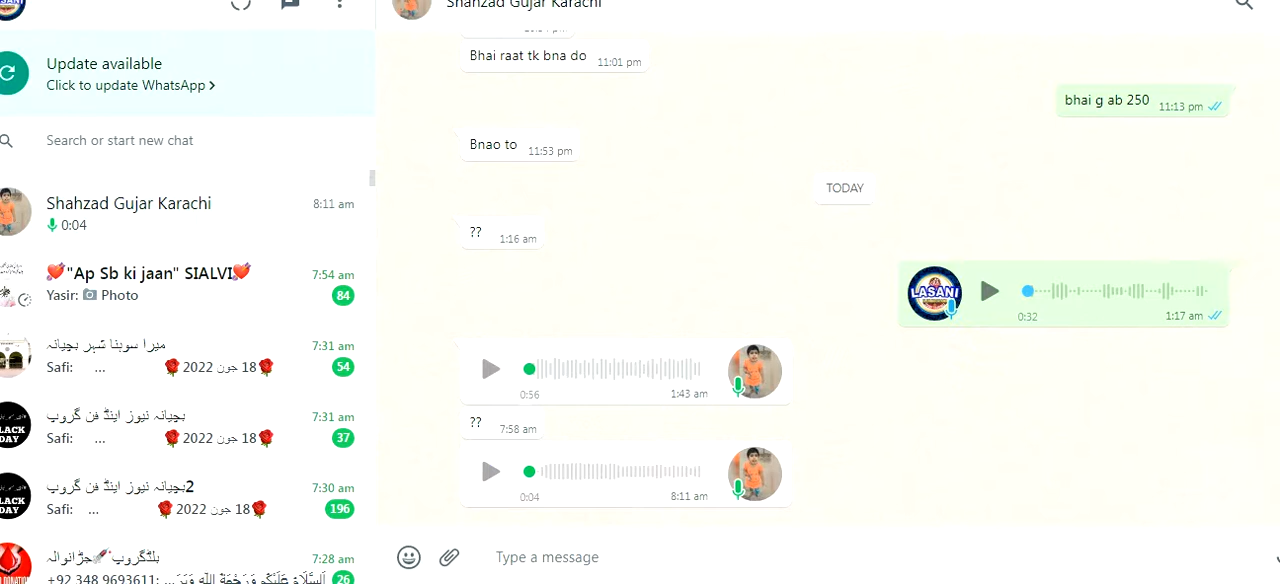 Shahzad Gujar Karachi
Update available
Click to update WhatsApp
Search or start new chat
Shahzad Gujar Karachi 8:11 am
0:04
💘"Ap Sb ki jaan" SIALVI💘 7:54 am
Yasir: Photo 84
میرا سوہنا شہر بچیانہ 7:31 am
Safi: ... 🌹18 جون 2022🌹 54
بچیانہ نیوز اینڈ فن گروپ 7:31 am
Safi: ... 🌹18 جون 2022🌹 37
بچیانہ نیوز اینڈ فن گروپ2 7:30 am
Safi: ... 🌹18 جون 2022🌹 196
بلڈگروپ💉جڑانوالہ 7:28 am
+92 348 9693611: 26
Bhai raat tk bna do 11:01 pm
bhai g ab 250 11:13 pm
Bnao to 11:53 pm
TODAY
?? 1:16 am
LASANI
0:32 1:17 am
0:56 1:43 am
?? 7:58 am
0:04 8:11 am
Type a message